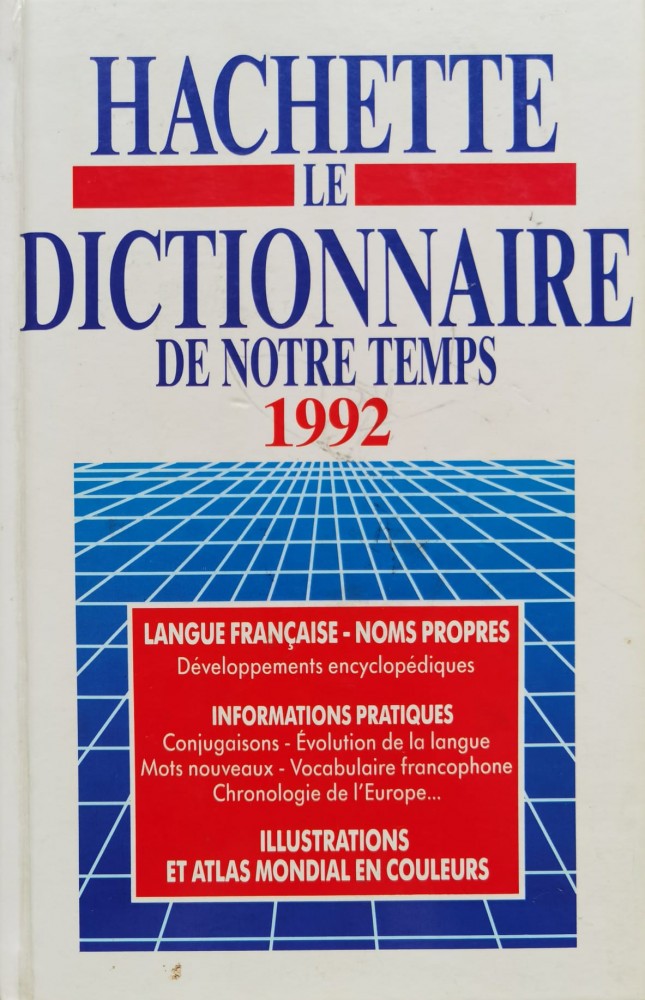 HACHETTE
LE
DICTIONNAIRE
DE NOTRE TEMPS
1992
LANGUE FRANÇAISE - NOMS PROPRES
Développements encyclopédiques
INFORMATIONS PRATIQUES
Conjugaisons - Évolution de la langue
Mots nouveaux - Vocabulaire francophone
Chronologie de l'Europe...
ILLUSTRATIONS
ET ATLAS MONDIAL EN COULEURS